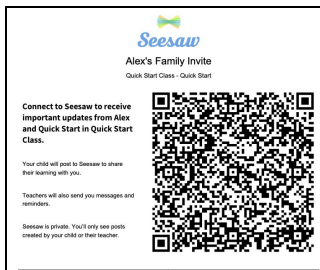 Seesaw
Alex's Family Invite
Quick Start Class - Quick Start
Connect to Seesaw to receive
important updates from Alex
and Quick Start in Quick Start
Class.
Your child will post to Seesaw to share
their learning with you.
Teachers will also send you messages and
reminders.
Seesaw is private. You'll only see posts
created by your child or their teacher.